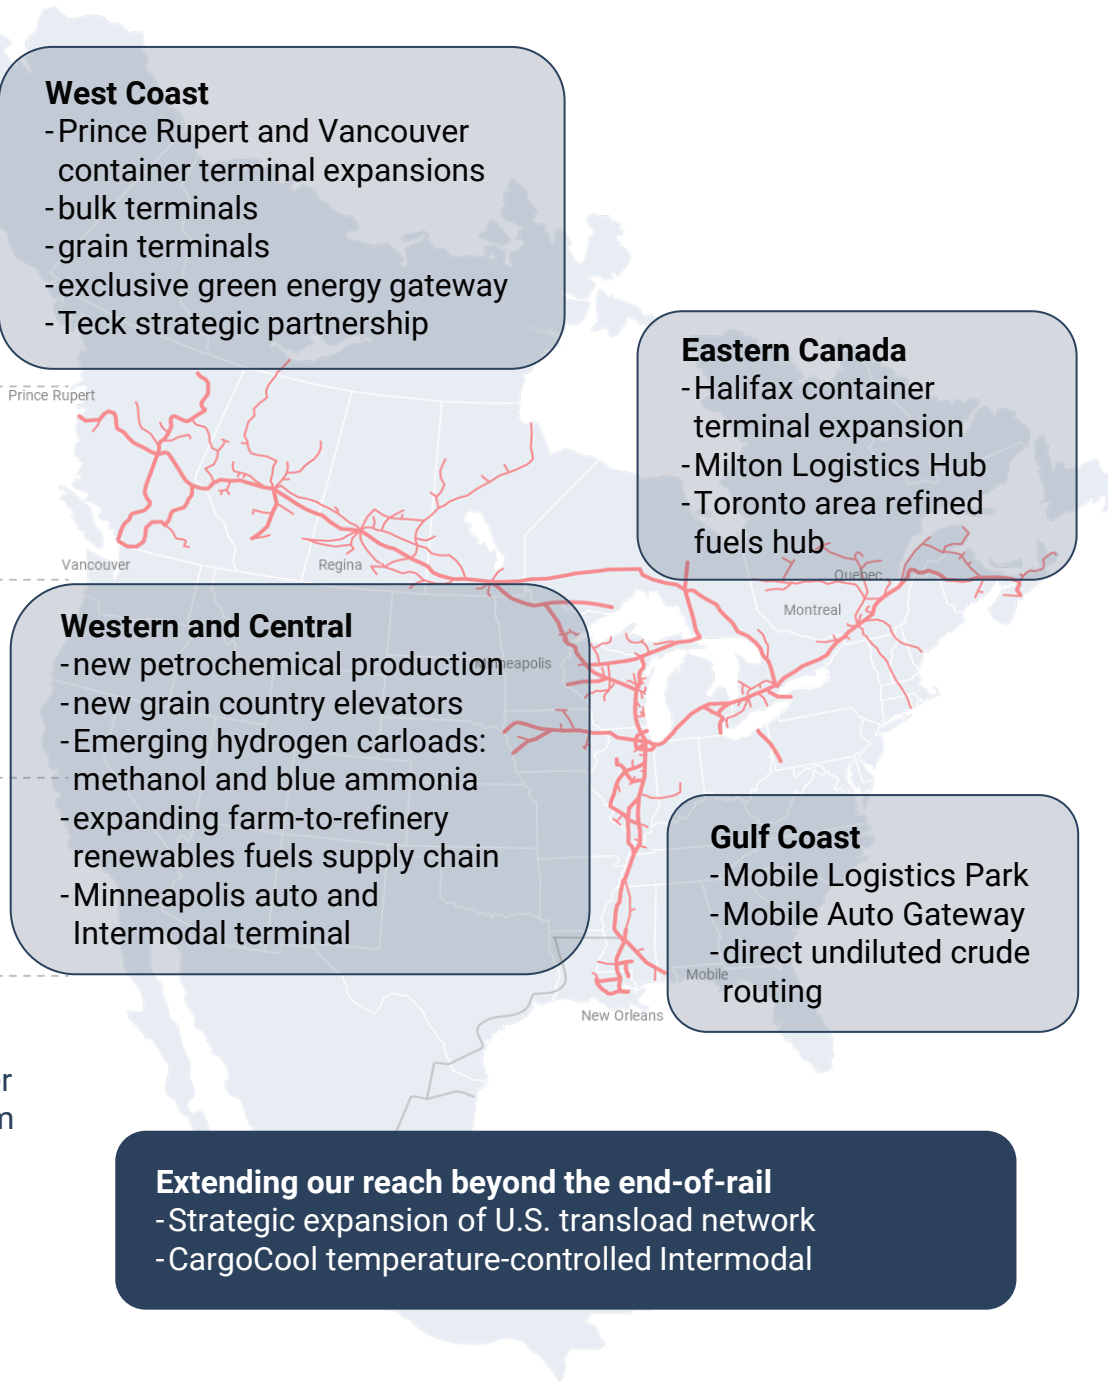 West Coast
-Prince Rupert and Vancouver
container terminal expansions
-bulk terminals
-grain terminals
-exclusive green energy gateway
-Teck strategic partnership
Eastern Canada
-Halifax container
terminal expansion
-Milton Logistics Hub
-Toronto area refined
fuels hub
Prince Rupert
Vancouver
Regina
Quebec
Montreal
Western and Central
-new petrochemical production
Minneapolis
-new grain country elevators
-Emerging hydrogen carloads:
methanol and blue ammonia
-expanding farm-to-refinery
renewables fuels supply chain
-Minneapolis auto and
Intermodal terminal
Gulf Coast
-Mobile Logistics Park
-Mobile Auto Gateway
-direct undiluted crude
routing
Mobile
New Orleans
Extending our reach beyond the end-of-rail
-Strategic expansion of U.S. transload network
-CargoCool temperature-controlled Intermodal